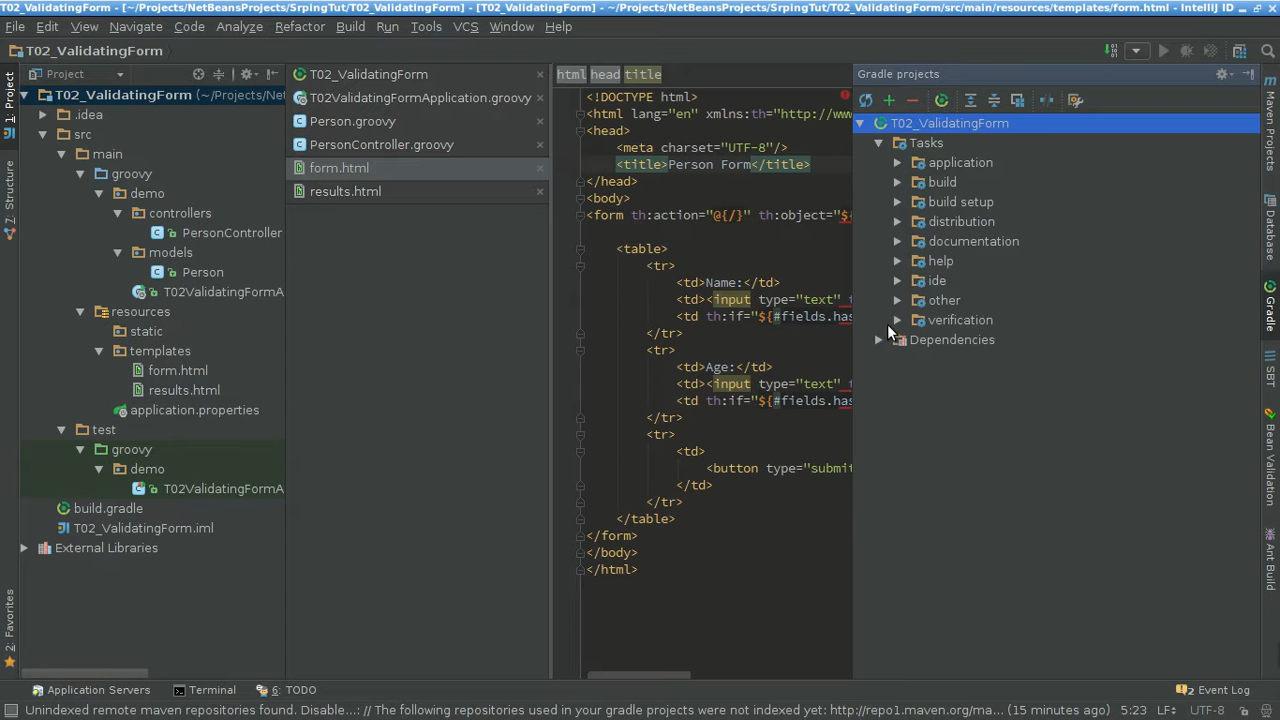 T02_ValidatingForm - [~/Projects/NetBeansProjects/SrpingTut/T02_ValidatingForm] - [T02_ValidatingForm] - ~/Projects/NetBeansProjects/SrpingTut/T02_ValidatingForm/src/main/resources/templates/form.html - IntelliJ ID
File Edit View Navigate Code Analyze Refactor Build Run Tools VCS Window Help
T02_ValidatingForm
Project
T02_ValidatingForm (~/Projects/Net
.idea
src
main
groovy
demo
controllers
PersonController
models
Person
T02ValidatingFormA
resources
static
templates
form.html
results.html
application.properties
test
groovy
demo
T02ValidatingFormA
build.gradle
T02_ValidatingForm.iml
External Libraries
1: Project
7: Structure
2: Favorites
T02_ValidatingForm
T02ValidatingFormApplication.groovy
Person.groovy
PersonController.groovy
form.html
results.html
html head title
<!DOCTYPE html>
<html lang="en" xmlns:th="http://www
<head>
<meta charset="UTF-8"/>
<title>Person Form</title>
</head>
<body>
<form th:action="@{/}" th:object="$
<table>
<tr>
<td>Name:</td>
<td><input type="text"
<td th:if="${#fields.has
</tr>
<tr>
<td>Age:</td>
<td><input type="text"
<td th:if="${#fields.has
</tr>
<tr>
<td>
<button type="submit
</td>
</tr>
</table>
</form>
</body>
</html>
Gradle projects
T02_ValidatingForm
Tasks
application
build
build setup
distribution
documentation
help
ide
other
verification
Dependencies
Maven Projects
Database
Gradle
SBT
Bean Validation
Ant Build
Application Servers Terminal 6: TODO 2 Event Log
Unindexed remote maven repositories found. Disable...: // The following repositories used in your gradle projects were not indexed yet: http://repo1.maven.org/ma... (15 minutes ago) 5:23 LF UTF-8